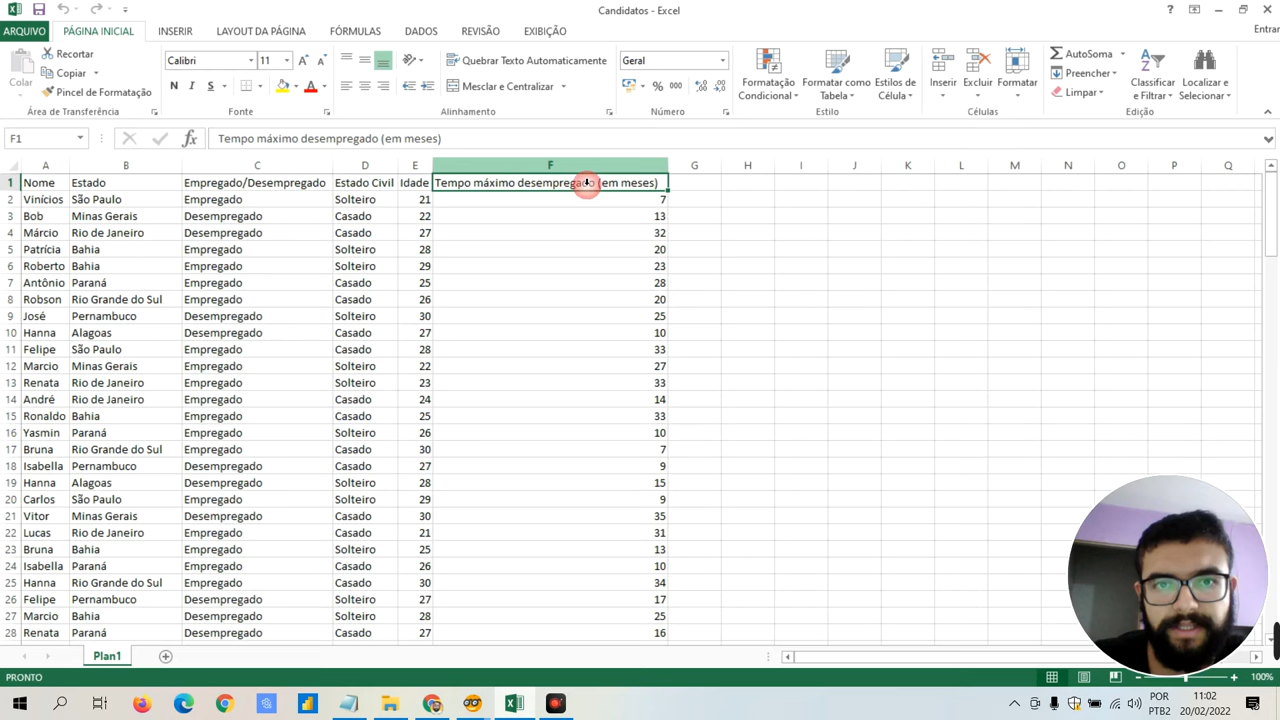 Candidatos - Excel
ARQUIVO PÁGINA INICIAL INSERIR LAYOUT DA PÁGINA FÓRMULAS DADOS REVISÃO EXIBIÇÃO Entrar
Colar Recortar Copiar Pincel de Formatação
Calibri 11 N I S
Quebrar Texto Automaticamente
Mesclar e Centralizar
Geral
% 000
Formatação Condicional Formatar como Tabela Estilos de Célula
Inserir Excluir Formatar
AutoSoma Preencher Limpar
Classificar e Filtrar Localizar e Selecionar
Área de Transferência Fonte Alinhamento Número Estilo Células Edição
F1 fx Tempo máximo desempregado (em meses)
A B C D E F G H I J K L M N O P Q
1 Nome Estado Empregado/Desempregado Estado Civil Idade Tempo máximo desempregado (em meses)
2 Vinícios São Paulo Empregado Solteiro 21 7
3 Bob Minas Gerais Desempregado Casado 22 13
4 Márcio Rio de Janeiro Desempregado Casado 27 32
5 Patrícia Bahia Empregado Solteiro 28 20
6 Roberto Bahia Empregado Solteiro 29 23
7 Antônio Paraná Empregado Casado 25 28
8 Robson Rio Grande do Sul Empregado Casado 26 20
9 José Pernambuco Desempregado Solteiro 30 25
10 Hanna Alagoas Desempregado Casado 27 10
11 Felipe São Paulo Empregado Casado 28 33
12 Marcio Minas Gerais Empregado Solteiro 22 27
13 Renata Rio de Janeiro Empregado Solteiro 23 33
14 André Rio de Janeiro Empregado Casado 24 14
15 Ronaldo Bahia Empregado Casado 25 33
16 Yasmin Paraná Empregado Solteiro 26 10
17 Bruna Rio Grande do Sul Empregado Casado 30 7
18 Isabella Pernambuco Desempregado Casado 27 9
19 Hanna Alagoas Desempregado Solteiro 28 15
20 Carlos São Paulo Empregado Solteiro 29 9
21 Vitor Minas Gerais Desempregado Casado 30 35
22 Lucas Rio de Janeiro Empregado Casado 21 31
23 Bruna Bahia Empregado Solteiro 25 13
24 Isabella Paraná Empregado Casado 26 10
25 Hanna Rio Grande do Sul Empregado Casado 30 34
26 Felipe Pernambuco Desempregado Solteiro 27 17
27 Marcio Bahia Desempregado Solteiro 28 25
28 Renata Paraná Desempregado Casado 27 16
Plan1
PRONTO 100%
POR PTB2 11:02 20/02/2022